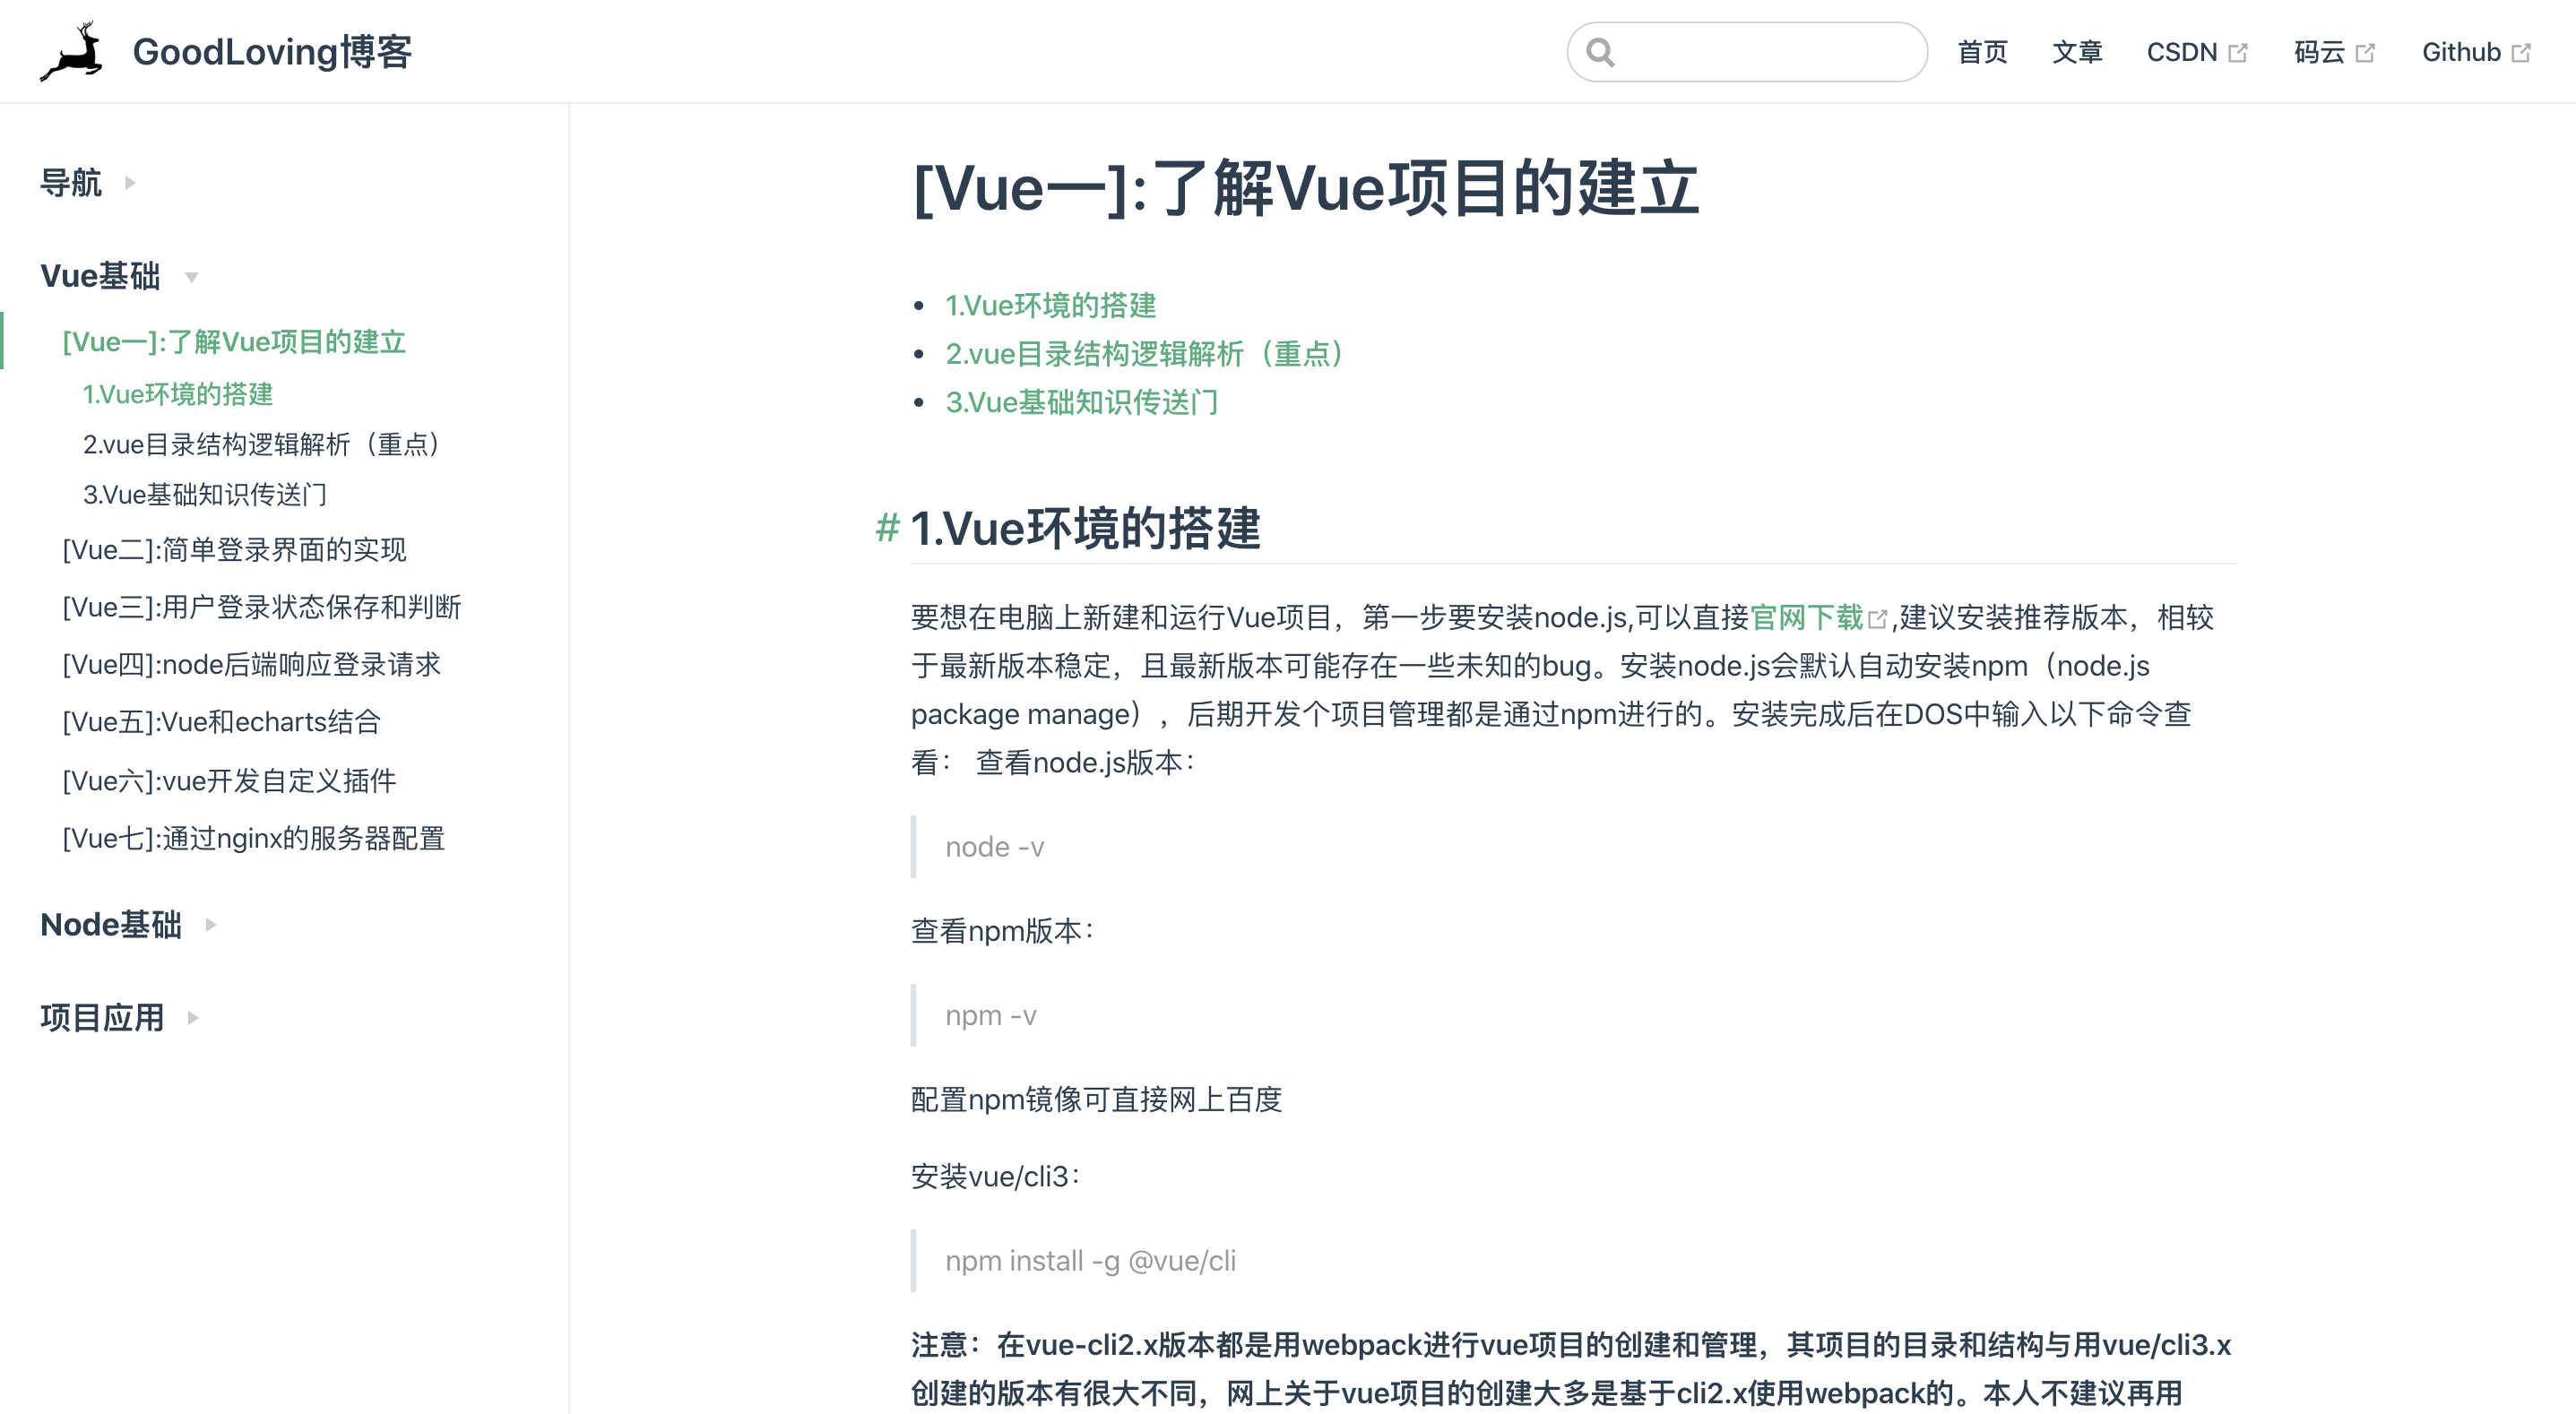 GoodLoving博客
首页 文章 CSDN 码云 Github
导航
Vue基础
[Vue一]:了解Vue项目的建立
1.Vue环境的搭建
2.vue目录结构逻辑解析（重点）
3.Vue基础知识传送门
[Vue二]:简单登录界面的实现
[Vue三]:用户登录状态保存和判断
[Vue四]:node后端响应登录请求
[Vue五]:Vue和echarts结合
[Vue六]:vue开发自定义插件
[Vue七]:通过nginx的服务器配置
Node基础
项目应用
[Vue一]:了解Vue项目的建立
• 1.Vue环境的搭建
• 2.vue目录结构逻辑解析（重点）
• 3.Vue基础知识传送门
# 1.Vue环境的搭建
要想在电脑上新建和运行Vue项目，第一步要安装node.js,可以直接官网下载,建议安装推荐版本，相较
于最新版本稳定，且最新版本可能存在一些未知的bug。安装node.js会默认自动安装npm（node.js
package manage），后期开发个项目管理都是通过npm进行的。安装完成后在DOS中输入以下命令查
看： 查看node.js版本：
node -v
查看npm版本：
npm -v
配置npm镜像可直接网上百度
安装vue/cli3：
npm install -g @vue/cli
注意：在vue-cli2.x版本都是用webpack进行vue项目的创建和管理，其项目的目录和结构与用vue/cli3.x
创建的版本有很大不同，网上关于vue项目的创建大多是基于cli2.x使用webpack的。本人不建议再用